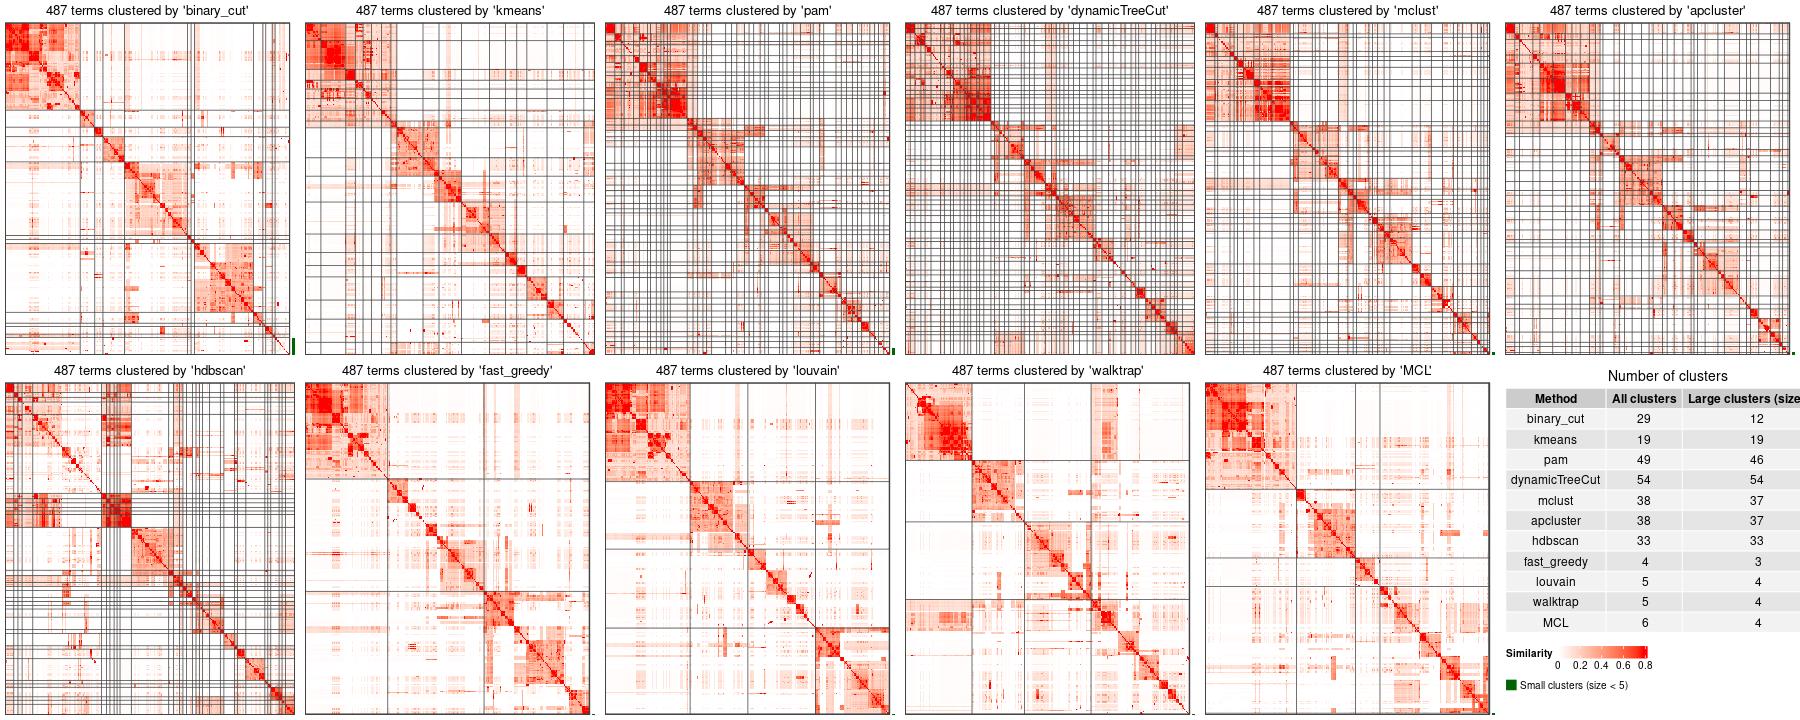 487 terms clustered by 'binary_cut'
487 terms clustered by 'kmeans'
487 terms clustered by 'pam'
487 terms clustered by 'dynamicTreeCut'
487 terms clustered by 'mclust'
487 terms clustered by 'apcluster'
487 terms clustered by 'hdbscan'
487 terms clustered by 'fast_greedy'
487 terms clustered by 'louvain'
487 terms clustered by 'walktrap'
487 terms clustered by 'MCL'
Number of clusters
Method All clusters Large clusters (size
binary_cut 29 12
kmeans 19 19
pam 49 46
dynamicTreeCut 54 54
mclust 38 37
apcluster 38 37
hdbscan 33 33
fast_greedy 4 3
louvain 5 4
walktrap 5 4
MCL 6 4
Similarity
0 0.2 0.4 0.6 0.8
Small clusters (size < 5)